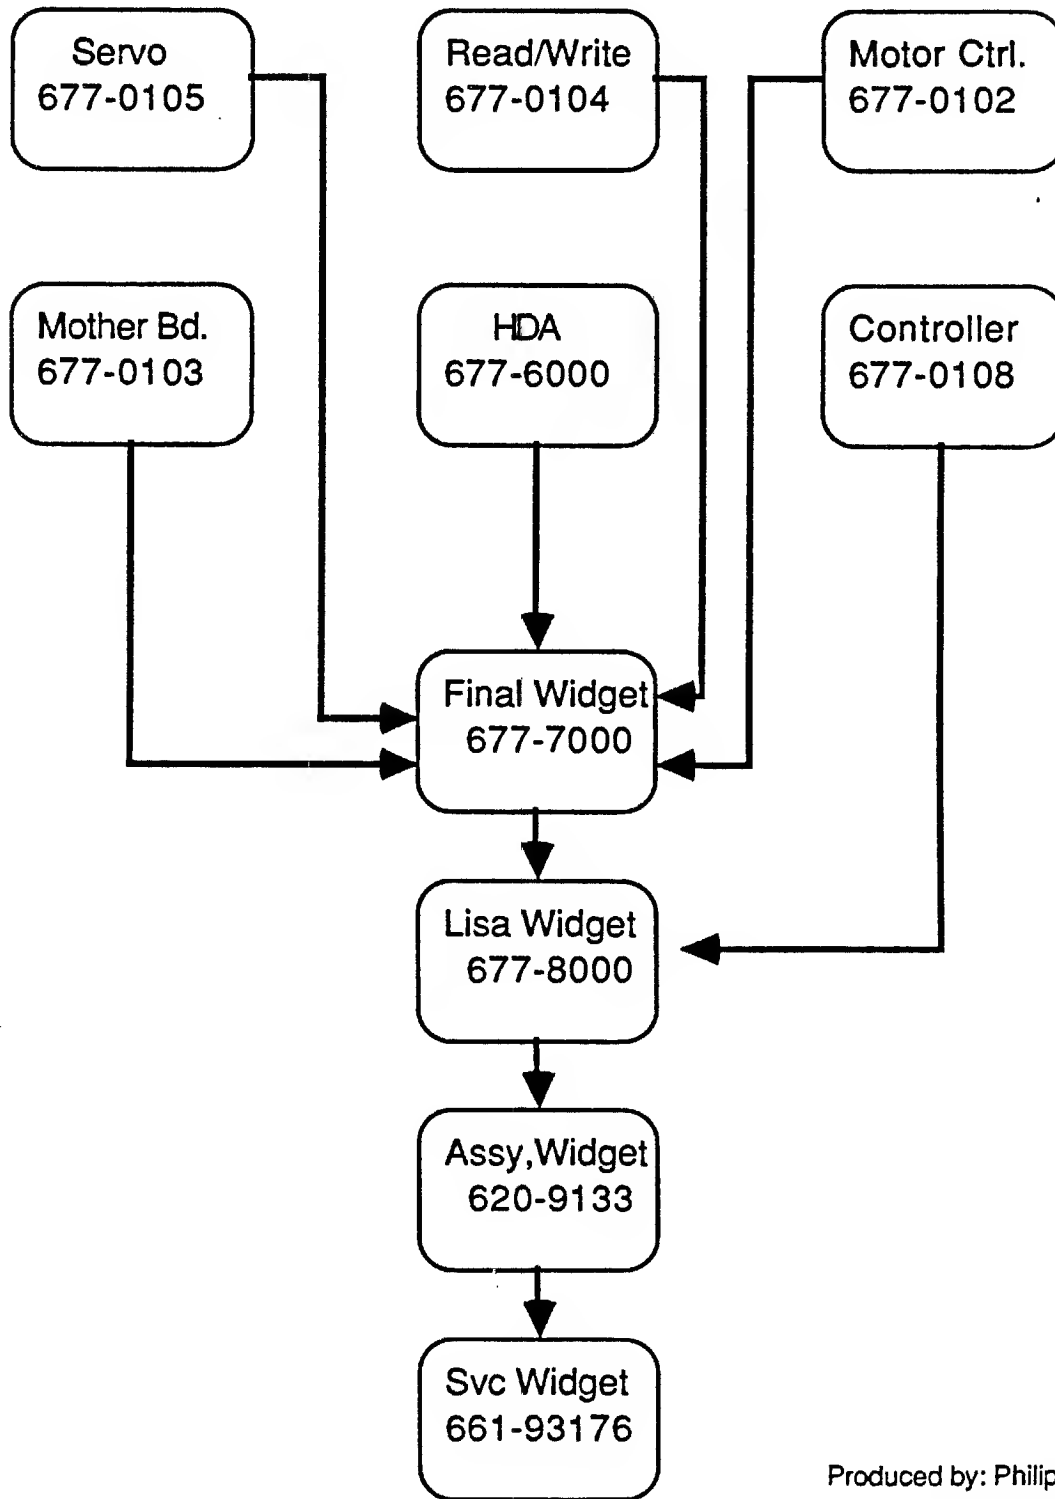 Servo
677-0105
Read/Write
677-0104
Motor Ctrl.
677-0102
Mother Bd.
677-0103
HDA
677-6000
Controller
677-0108
Final Widget
677-7000
Lisa Widget
677-8000
Assy,Widget
620-9133
Svc Widget
661-93176
Produced by: Philip